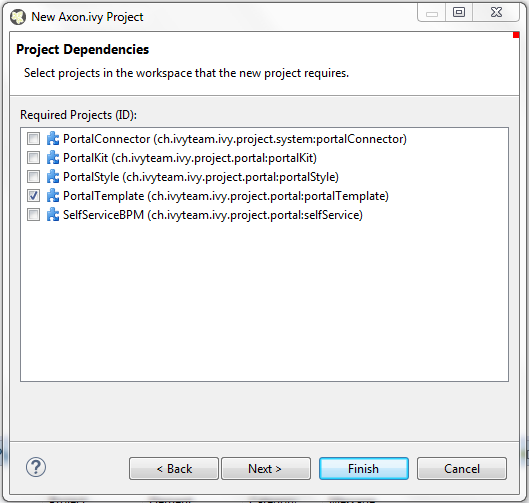 New Axon.ivy Project
Project Dependencies
Select projects in the workspace that the new project requires.
Required Projects (ID):
PortalConnector (ch.ivyteam.ivy.project.system:portalConnector)
PortalKit (ch.ivyteam.ivy.project.portal:portalKit)
PortalStyle (ch.ivyteam.ivy.project.portal:portalStyle)
PortalTemplate (ch.ivyteam.ivy.project.portal:portalTemplate)
SelfServiceBPM (ch.ivyteam.ivy.project.portal:selfService)
?
< Back
Next >
Finish
Cancel